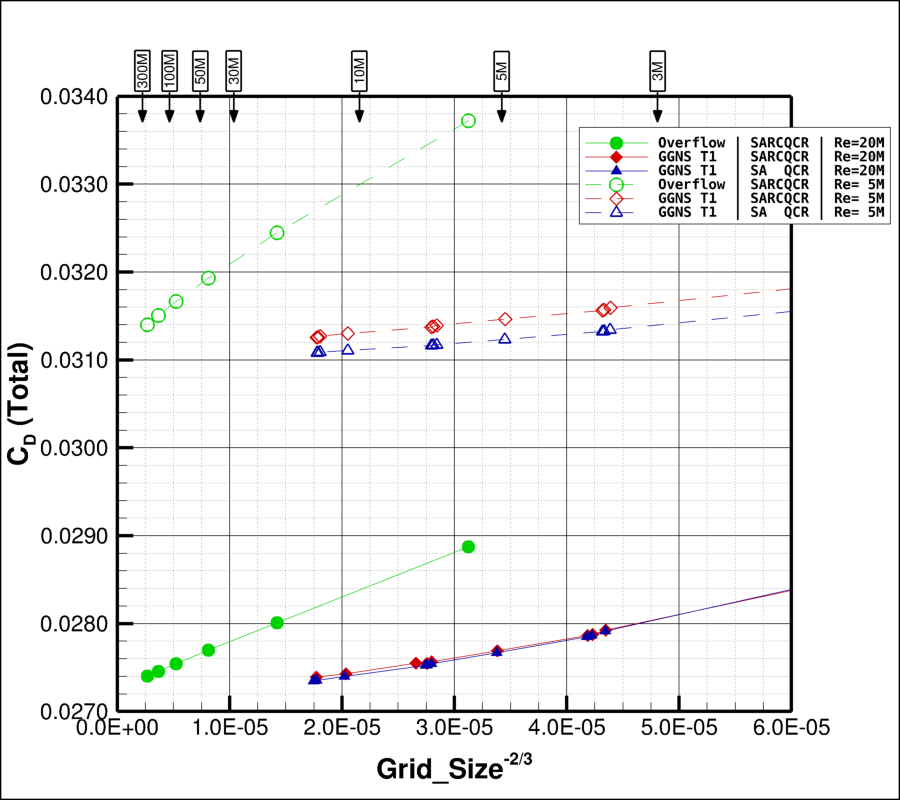 300M
100M
50M
30M
10M
5M
3M
0.0340
0.0330
0.0320
0.0310
0.0300
0.0290
0.0280
0.0270
C_D (Total)
Overflow | SARCQCR | Re=20M
GGNS T1 | SARCQCR | Re=20M
GGNS T1 | SA QCR | Re=20M
Overflow | SARCQCR | Re= 5M
GGNS T1 | SARCQCR | Re= 5M
GGNS T1 | SA QCR | Re= 5M
0.0E+00 1.0E-05 2.0E-05 3.0E-05 4.0E-05 5.0E-05 6.0E-05
Grid_Size^-2/3